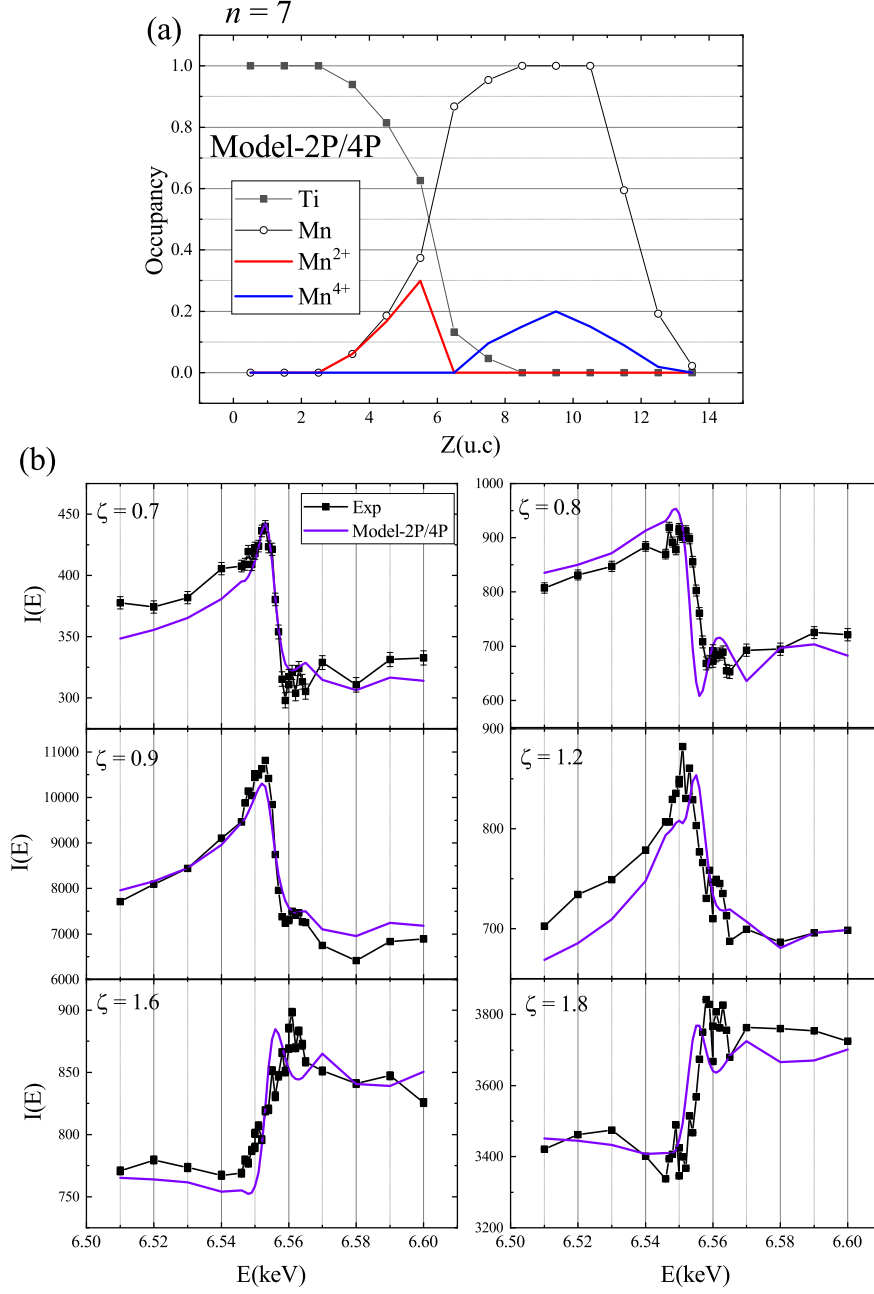 n = 7
(a)
1.0
0.8
0.6
0.4
0.2
0.0
Occupancy
Model-2P/4P
Ti
Mn
Mn²⁺
Mn⁴⁺
0 2 4 6 8 10 12 14
Z(u.c)
(b)
ζ = 0.7
Exp
Model-2P/4P
450
400
350
300
I(E)
ζ = 0.8
1000
900
800
700
600
900
I(E)
ζ = 0.9
11000
10000
9000
8000
7000
6000
I(E)
ζ = 1.2
800
700
I(E)
ζ = 1.6
900
850
800
750
I(E)
6.50 6.52 6.54 6.56 6.58 6.60
E(keV)
ζ = 1.8
3800
3600
3400
3200
I(E)
6.50 6.52 6.54 6.56 6.58 6.60
E(keV)